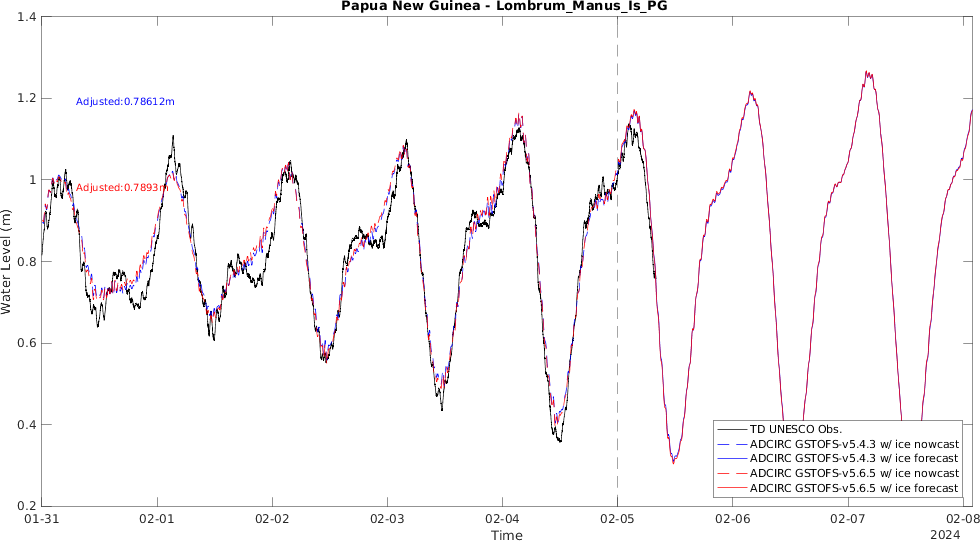 Papua New Guinea - Lombrum_Manus_Is_PG
1.4
1.2
1
0.8
0.6
0.4
0.2
Water Level (m)
Adjusted:0.78612m
Adjusted:0.7893m
TD UNESCO Obs.
ADCIRC GSTOFS-v5.4.3 w/ ice nowcast
ADCIRC GSTOFS-v5.4.3 w/ ice forecast
ADCIRC GSTOFS-v5.6.5 w/ ice nowcast
ADCIRC GSTOFS-v5.6.5 w/ ice forecast
01-31 02-01 02-02 02-03 02-04 02-05 02-06 02-07 02-08
Time
2024